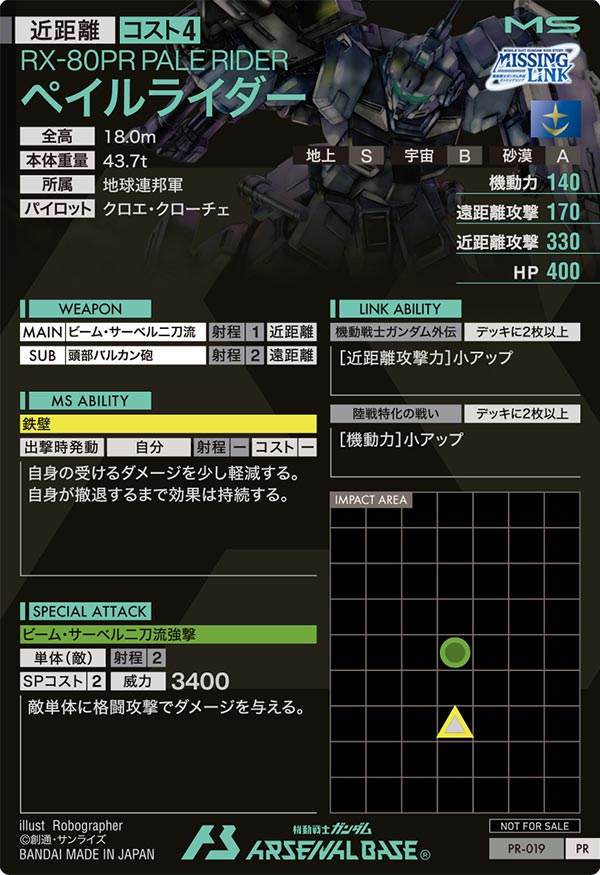 近距離 コスト4
MS
RX-80PR PALE RIDER
ペイルライダー
MOBILE SUIT GUNDAM SIDE STORY
MISSING LINK
全高 18.0m
本体重量 43.7t
所属 地球連邦軍
パイロット クロエ・クローチェ
地上 S 宇宙 B 砂漠 A
機動力 140
遠距離攻撃 170
近距離攻撃 330
HP 400
WEAPON
MAIN ビーム・サーベル二刀流 射程 1 近距離
SUB 頭部バルカン砲 射程 2 遠距離
MS ABILITY
鉄壁
出撃時発動 自分 射程 ー コスト ー
自身の受けるダメージを少し軽減する。
自身が撤退するまで効果は持続する。
SPECIAL ATTACK
ビーム・サーベル二刀流強撃
単体(敵) 射程 2
SPコスト 2 威力 3400
敵単体に格闘攻撃でダメージを与える。
LINK ABILITY
機動戦士ガンダム外伝 デッキに2枚以上
[近距離攻撃力]小アップ
陸戦特化の戦い デッキに2枚以上
[機動力]小アップ
IMPACT AREA
illust Robographer
©創通・サンライズ
BANDAI MADE IN JAPAN
機動戦士ガンダム
AB ARSENAL BASE®
NOT FOR SALE
PR-019 PR